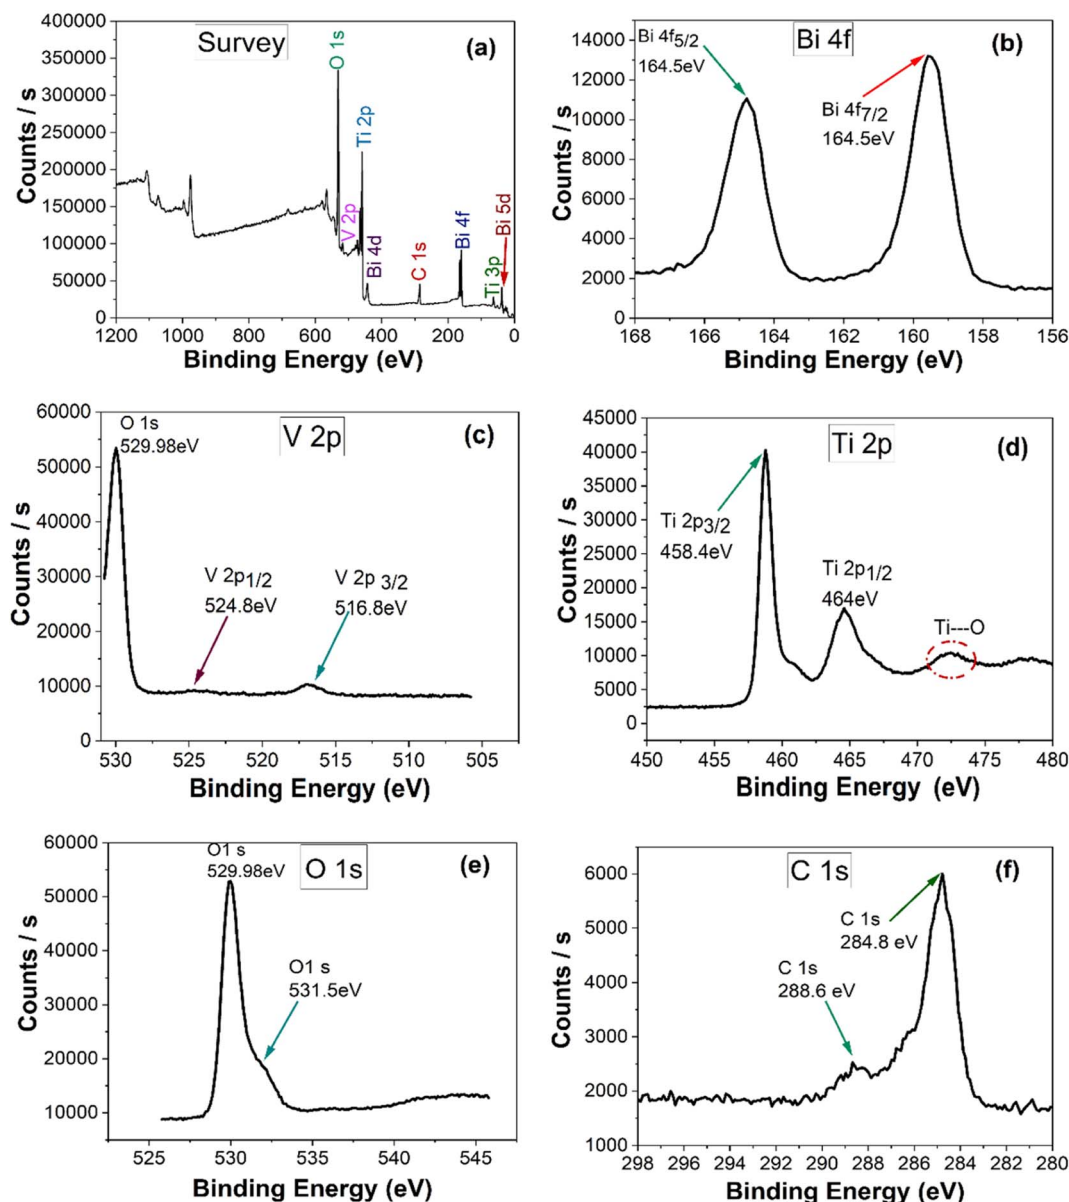 Survey
(a)
O 1s
Ti 2p
V 2p
Bi 4d
C 1s
Bi 4f
Ti 3p
Bi 5d
400000
350000
300000
250000
200000
150000
100000
50000
0
1200 1000 800 600 400 200 0
Counts / s
Binding Energy (eV)
Bi 4f
(b)
Bi 4f5/2
164.5eV
Bi 4f7/2
164.5eV
14000
12000
10000
8000
6000
4000
2000
0
168 166 164 162 160 158 156
Counts / s
Binding Energy (eV)
V 2p
(c)
O 1s
529.98eV
V 2p1/2
524.8eV
V 2p 3/2
516.8eV
60000
50000
40000
30000
20000
10000
0
530 525 520 515 510 505
Counts / s
Binding Energy (eV)
Ti 2p
(d)
Ti 2p3/2
458.4eV
Ti 2p1/2
464eV
Ti---O
45000
40000
35000
30000
25000
20000
15000
10000
5000
0
450 455 460 465 470 475 480
Counts / s
Binding Energy (eV)
O 1s
(e)
O1 s
529.98eV
O1 s
531.5eV
60000
50000
40000
30000
20000
10000
525 530 535 540 545
Counts / s
Binding Energy (eV)
C 1s
(f)
C 1s
284.8 eV
C 1s
288.6 eV
6000
5000
4000
3000
2000
1000
298 296 294 292 290 288 286 284 282 280
Counts / s
Binding Energy (eV)